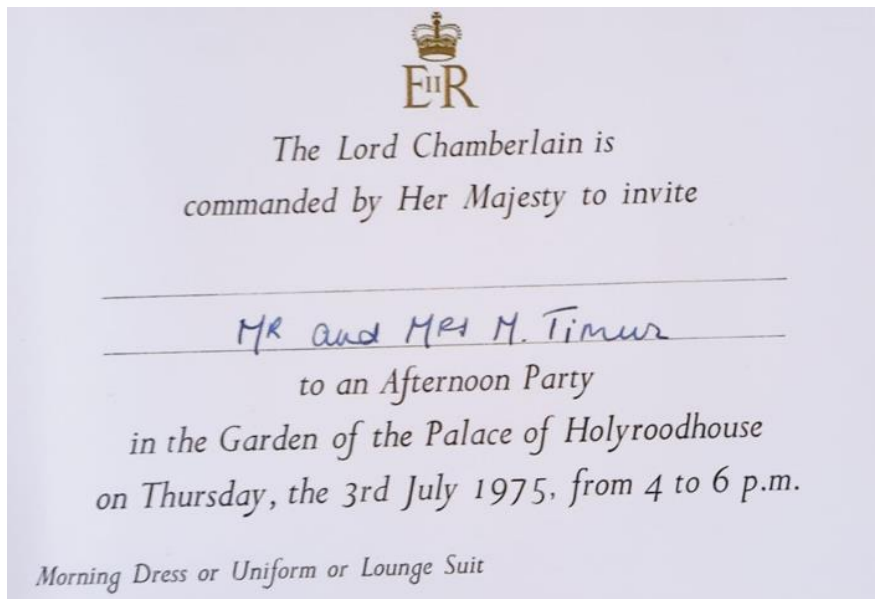 EIIR
The Lord Chamberlain is
commanded by Her Majesty to invite
Mr and Mrs M. Timur
to an Afternoon Party
in the Garden of the Palace of Holyroodhouse
on Thursday, the 3rd July 1975, from 4 to 6 p.m.
Morning Dress or Uniform or Lounge Suit